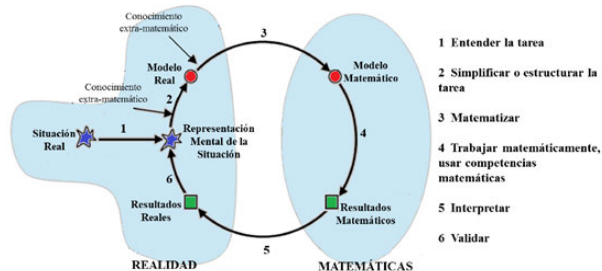 Conocimiento
extra-matemático
3
Modelo
Real
Modelo
Matemático
Conocimiento
extra-matemático
2
Situación
Real
1
Representación
Mental de la
Situación
4
6
Resultados
Reales
Resultados
Matemáticos
5
REALIDAD
MATEMÁTICAS
1 Entender la tarea
2 Simplificar o estructurar la
tarea
3 Matematizar
4 Trabajar matemáticamente,
usar competencias
matemáticas
5 Interpretar
6 Validar